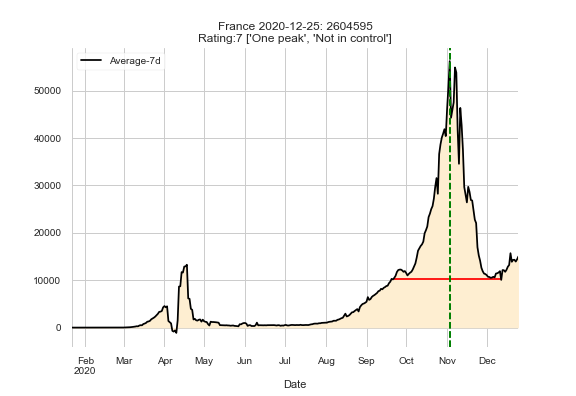 France 2020-12-25: 2604595
Rating:7 ['One peak', 'Not in control']
Average-7d
50000
40000
30000
20000
10000
0
Feb Mar Apr May Jun Jul Aug Sep Oct Nov Dec
2020
Date